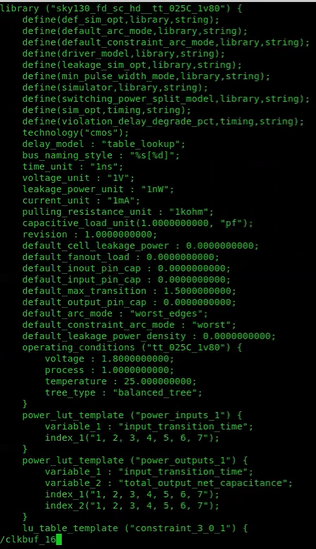 library ("sky130_fd_sc_hd__tt_025C_1v80") {
define(def_sim_opt,library,string);
define(default_arc_mode,library,string);
define(default_constraint_arc_mode,library,string);
define(driver_model,library,string);
define(leakage_sim_opt,library,string);
define(min_pulse_width_mode,library,string);
define(simulator,library,string);
define(switching_power_split_model,library,string);
define(sim_opt,timing,string);
define(violation_delay_degrade_pct,timing,string);
technology("cmos");
delay_model : "table_lookup";
bus_naming_style : "%s[%d]";
time_unit : "1ns";
voltage_unit : "1V";
leakage_power_unit : "1nW";
current_unit : "1mA";
pulling_resistance_unit : "1kohm";
capacitive_load_unit(1.0000000000, "pf");
revision : 1.0000000000;
default_cell_leakage_power : 0.0000000000;
default_fanout_load : 0.0000000000;
default_inout_pin_cap : 0.0000000000;
default_input_pin_cap : 0.0000000000;
default_max_transition : 1.5000000000;
default_output_pin_cap : 0.0000000000;
default_arc_mode : "worst_edges";
default_constraint_arc_mode : "worst";
default_leakage_power_density : 0.0000000000;
operating_conditions ("tt_025C_1v80") {
voltage : 1.8000000000;
process : 1.0000000000;
temperature : 25.000000000;
tree_type : "balanced_tree";
}
power_lut_template ("power_inputs_1") {
variable_1 : "input_transition_time";
index_1("1, 2, 3, 4, 5, 6, 7");
}
power_lut_template ("power_outputs_1") {
variable_1 : "input_transition_time";
variable_2 : "total_output_net_capacitance";
index_1("1, 2, 3, 4, 5, 6, 7");
index_2("1, 2, 3, 4, 5, 6, 7");
}
lu_table_template ("constraint_3_0_1") {
/clkbuf_16